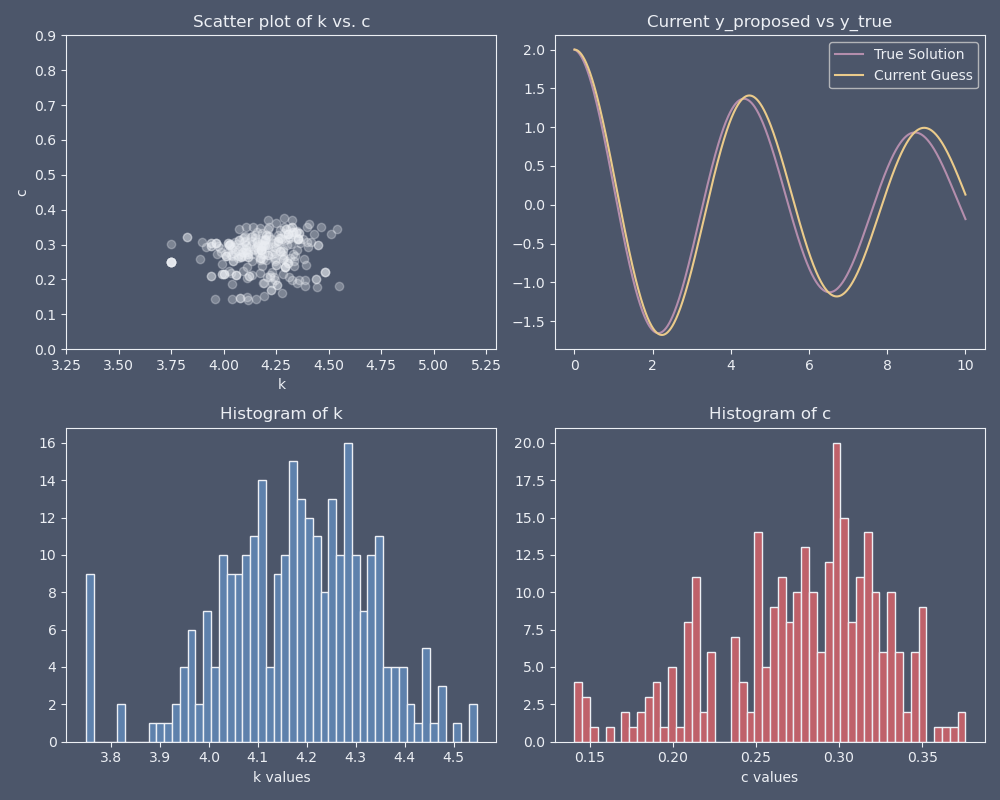 Scatter plot of k vs. c
0.9
0.8
0.7
0.6
0.5
0.4
0.3
0.2
0.1
0.0
c
3.25 3.50 3.75 4.00 4.25 4.50 4.75 5.00 5.25
k
Current y_proposed vs y_true
True Solution
Current Guess
2.0
1.5
1.0
0.5
0.0
−0.5
−1.0
−1.5
0 2 4 6 8 10
Histogram of k
16
14
12
10
8
6
4
2
0
3.8 3.9 4.0 4.1 4.2 4.3 4.4 4.5
k values
Histogram of c
20.0
17.5
15.0
12.5
10.0
7.5
5.0
2.5
0.0
0.15 0.20 0.25 0.30 0.35
c values